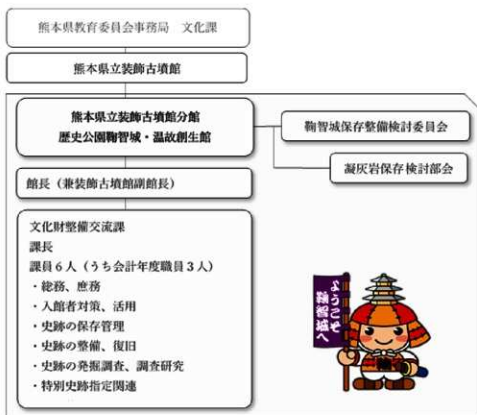 熊本県教育委員会事務局　文化課
熊本県立装飾古墳館
熊本県立装飾古墳館分館
歴史公園鞠智城・温故創生館
鞠智城保存整備検討委員会
凝灰岩保存検討部会
館長（兼装飾古墳館副館長）
文化財整備交流課
課長
課員６人（うち会計年度職員３人）
・総務、庶務
・入館者対策、活用
・史跡の保存管理
・史跡の整備、復旧
・史跡の発掘調査、調査研究
・特別史跡指定関連
ようこそ
鞠智城へ